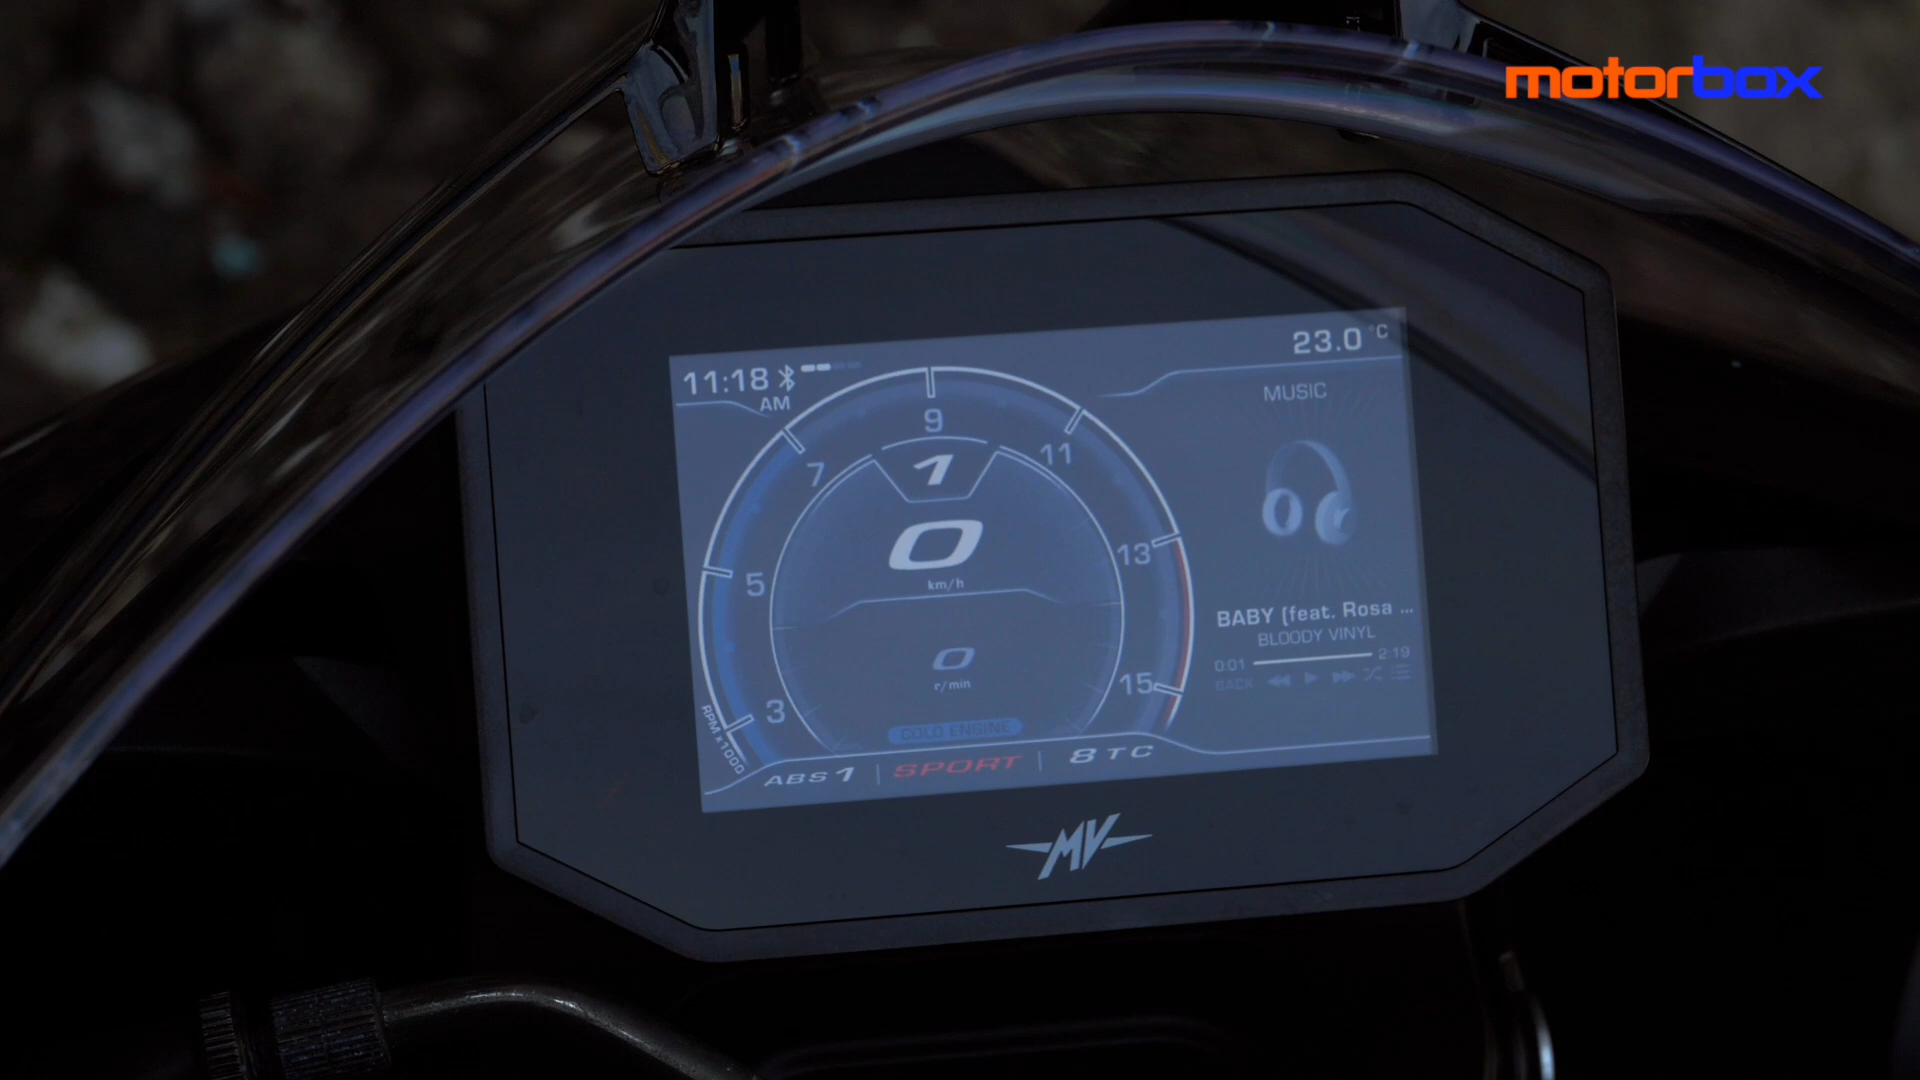 motorbox
11:18
AM
23.0 °C
MUSIC
9
7
11
1
0
km/h
5
13
0
r/min
3
15
RPM x1000
COLD ENGINE
BABY (feat. Rosa ...
BLOODY VINYL
0:01
2:19
BACK
ABS 1 | SPORT | 8 TC
MV